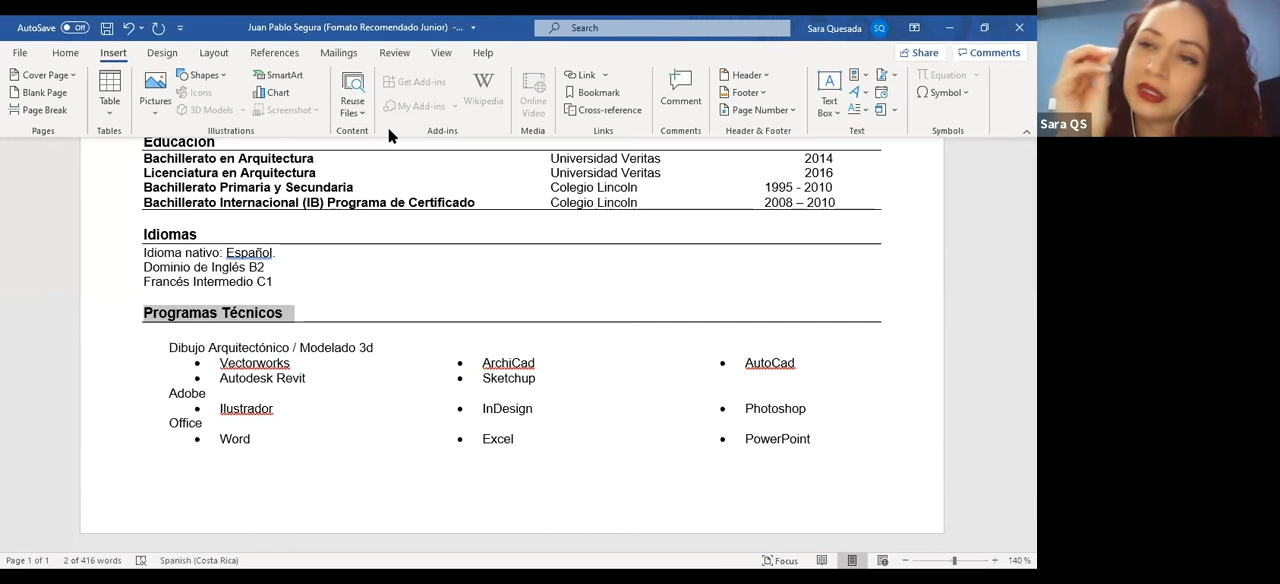 AutoSave Off Juan Pablo Segura (Fomato Recomendado Junior) -... Search Sara Quesada SQ
File Home Insert Design Layout References Mailings Review View Help Share Comments
Cover Page
Blank Page
Page Break
Pages
Table
Tables
Pictures
Shapes
Icons
3D Models
SmartArt
Chart
Screenshot
Illustrations
Reuse
Files
Content
Get Add-ins
My Add-ins
Wikipedia
Add-ins
Online
Video
Media
Link
Bookmark
Cross-reference
Links
Comment
Comments
Header
Footer
Page Number
Header & Footer
Text
Box
Text
Equation
Symbol
Symbols
Sara QS
Educación
Bachillerato en Arquitectura Universidad Veritas 2014
Licenciatura en Arquitectura Universidad Veritas 2016
Bachillerato Primaria y Secundaria Colegio Lincoln 1995 - 2010
Bachillerato Internacional (IB) Programa de Certificado Colegio Lincoln 2008 – 2010
Idiomas
Idioma nativo: Español.
Dominio de Inglés B2
Francés Intermedio C1
Programas Técnicos
Dibujo Arquitectónico / Modelado 3d
• Vectorworks • ArchiCad • AutoCad
• Autodesk Revit • Sketchup
Adobe
• Ilustrador • InDesign • Photoshop
Office
• Word • Excel • PowerPoint
Page 1 of 1 2 of 416 words Spanish (Costa Rica) Focus 140 %